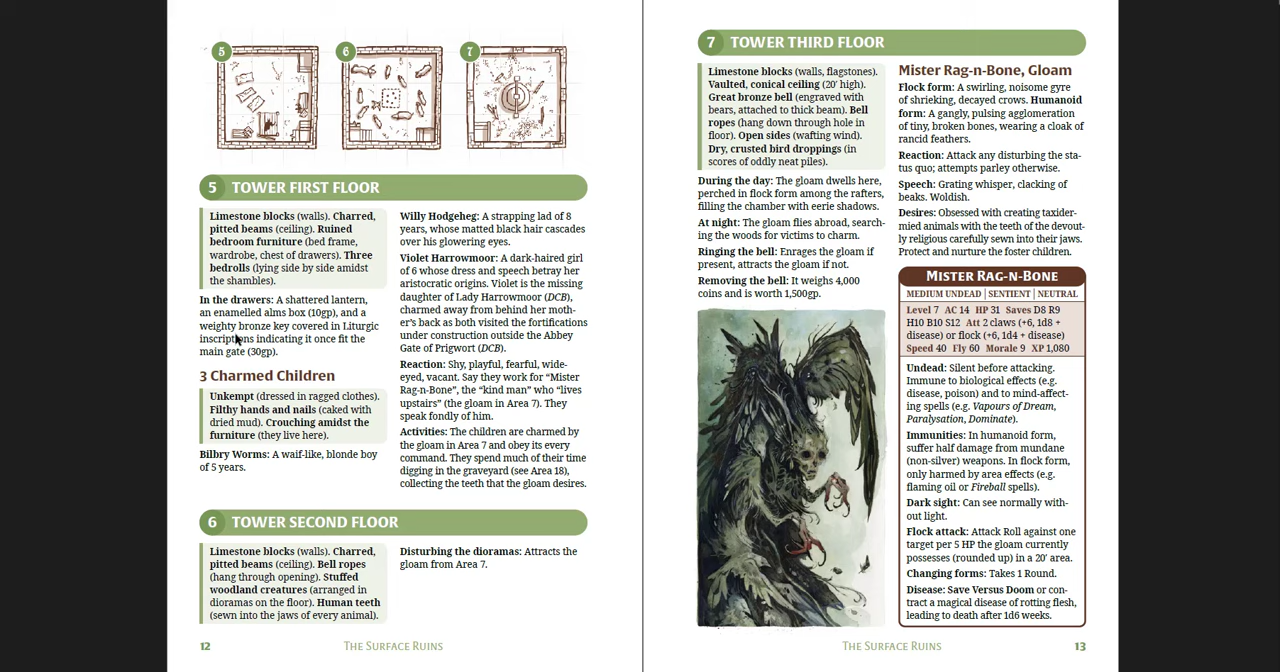 5
6
7
5 TOWER FIRST FLOOR
Limestone blocks (walls). Charred,
pitted beams (ceiling). Ruined
bedroom furniture (bed frame,
wardrobe, chest of drawers). Three
bedrolls (lying side by side amidst
the shambles).
In the drawers: A shattered lantern,
an enamelled alms box (10gp), and a
weighty bronze key covered in Liturgic
inscriptions indicating it once fit the
main gate (30gp).
3 Charmed Children
Unkempt (dressed in ragged clothes).
Filthy hands and nails (caked with
dried mud). Crouching amidst the
furniture (they live here).
Bilbry Worms: A waif-like, blonde boy
of 5 years.
Willy Hodgeheg: A strapping lad of 8
years, whose matted black hair cascades
over his glowering eyes.
Violet Harrowmoor: A dark-haired girl
of 6 whose dress and speech betray her
aristocratic origins. Violet is the missing
daughter of Lady Harrowmoor (DCB),
charmed away from behind her moth-
er's back as both visited the fortifications
under construction outside the Abbey
Gate of Prigwort (DCB).
Reaction: Shy, playful, fearful, wide-
eyed, vacant. Say they work for “Mister
Rag-n-Bone”, the “kind man” who “lives
upstairs” (the gloam in Area 7). They
speak fondly of him.
Activities: The children are charmed by
the gloam in Area 7 and obey its every
command. They spend much of their time
digging in the graveyard (see Area 18),
collecting the teeth that the gloam desires.
6 TOWER SECOND FLOOR
Limestone blocks (walls). Charred,
pitted beams (ceiling). Bell ropes
(hang through opening). Stuffed
woodland creatures (arranged in
dioramas on the floor). Human teeth
(sewn into the jaws of every animal).
Disturbing the dioramas: Attracts the
gloam from Area 7.
12
THE SURFACE RUINS
7 TOWER THIRD FLOOR
Limestone blocks (walls, flagstones).
Vaulted, conical ceiling (20′ high).
Great bronze bell (engraved with
bears, attached to thick beam). Bell
ropes (hang down through hole in
floor). Open sides (wafting wind).
Dry, crusted bird droppings (in
scores of oddly neat piles).
During the day: The gloam dwells here,
perched in flock form among the rafters,
filling the chamber with eerie shadows.
At night: The gloam flies abroad, search-
ing the woods for victims to charm.
Ringing the bell: Enrages the gloam if
present, attracts the gloam if not.
Removing the bell: It weighs 4,000
coins and is worth 1,500gp.
Mister Rag-n-Bone, Gloam
Flock form: A swirling, noisome gyre
of shrieking, decayed crows. Humanoid
form: A gangly, pulsing agglomeration
of tiny, broken bones, wearing a cloak of
rancid feathers.
Reaction: Attack any disturbing the sta-
tus quo; attempts parley otherwise.
Speech: Grating whisper, clacking of
beaks. Woldish.
Desires: Obsessed with creating taxider-
mied animals with the teeth of the devout-
ly religious carefully sewn into their jaws.
Protect and nurture the foster children.
MISTER RAG-N-BONE
MEDIUM UNDEAD | SENTIENT | NEUTRAL
Level 7 AC 14 HP 31 Saves D8 R9
H10 B10 S12 Att 2 claws (+6, 1d8 +
disease) or flock (+6, 1d4 + disease)
Speed 40 Fly 60 Morale 9 XP 1,080
Undead: Silent before attacking.
Immune to biological effects (e.g.
disease, poison) and to mind-affect-
ing spells (e.g. Vapours of Dream,
Paralysation, Dominate).
Immunities: In humanoid form,
suffer half damage from mundane
(non-silver) weapons. In flock form,
only harmed by area effects (e.g.
flaming oil or Fireball spells).
Dark sight: Can see normally with-
out light.
Flock attack: Attack Roll against one
target per 5 HP the gloam currently
possesses (rounded up) in a 20′ area.
Changing forms: Takes 1 Round.
Disease: Save Versus Doom or con-
tract a magical disease of rotting flesh,
leading to death after 1d6 weeks.
THE SURFACE RUINS
13